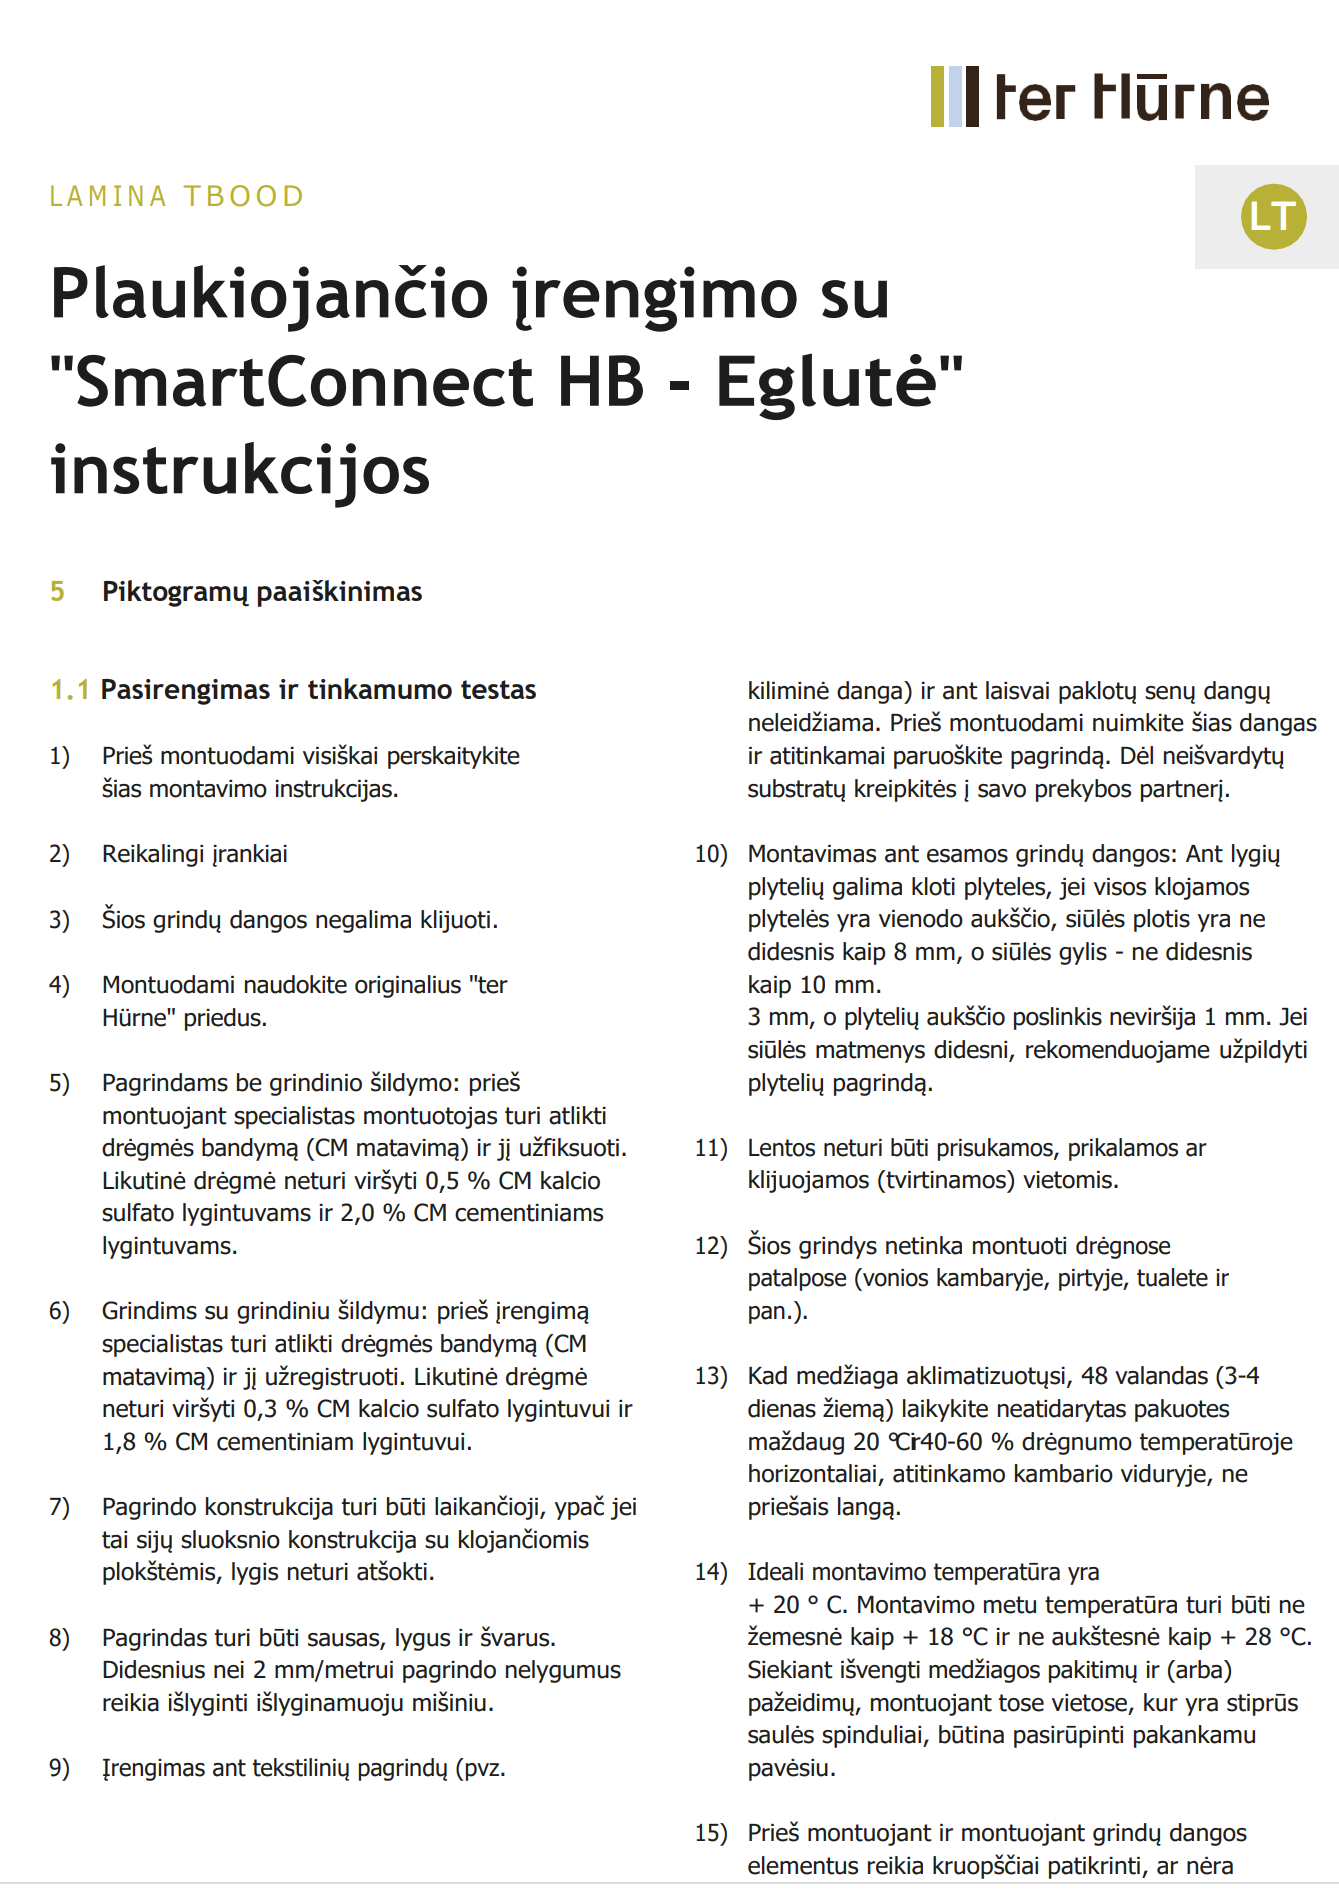 ter Hürne
LT
LAMINA TBOOD
Plaukiojančio įrengimo su
"SmartConnect HB - Eglutė"
instrukcijos
5 Piktogramų paaiškinimas
1.1 Pasirengimas ir tinkamumo testas
1) Prieš montuodami visiškai perskaitykite
šias montavimo instrukcijas.
2) Reikalingi įrankiai
3) Šios grindų dangos negalima klijuoti.
4) Montuodami naudokite originalius "ter
Hürne" priedus.
5) Pagrindams be grindinio šildymo: prieš
montuojant specialistas montuotojas turi atlikti
drėgmės bandymą (CM matavimą) ir jį užfiksuoti.
Likutinė drėgmė neturi viršyti 0,5 % CM kalcio
sulfato lygintuvams ir 2,0 % CM cementiniams
lygintuvams.
6) Grindims su grindiniu šildymu: prieš įrengimą
specialistas turi atlikti drėgmės bandymą (CM
matavimą) ir jį užregistruoti. Likutinė drėgmė
neturi viršyti 0,3 % CM kalcio sulfato lygintuvui ir
1,8 % CM cementiniam lygintuvui.
7) Pagrindo konstrukcija turi būti laikančioji, ypač jei
tai sijų sluoksnio konstrukcija su klojančiomis
plokštėmis, lygis neturi atšokti.
8) Pagrindas turi būti sausas, lygus ir švarus.
Didesnius nei 2 mm/metrui pagrindo nelygumus
reikia išlyginti išlyginamuoju mišiniu.
9) Įrengimas ant tekstilinių pagrindų (pvz.
kiliminė danga) ir ant laisvai paklotų senų dangų
neleidžiama. Prieš montuodami nuimkite šias dangas
ir atitinkamai paruoškite pagrindą. Dėl neišvardytų
substratų kreipkitės į savo prekybos partnerį.
10) Montavimas ant esamos grindų dangos: Ant lygių
plytelių galima kloti plyteles, jei visos klojamos
plytelės yra vienodo aukščio, siūlės plotis yra ne
didesnis kaip 8 mm, o siūlės gylis - ne didesnis
kaip 10 mm.
3 mm, o plytelių aukščio poslinkis neviršija 1 mm. Jei
siūlės matmenys didesni, rekomenduojame užpildyti
plytelių pagrindą.
11) Lentos neturi būti prisukamos, prikalamos ar
klijuojamos (tvirtinamos) vietomis.
12) Šios grindys netinka montuoti drėgnose
patalpose (vonios kambaryje, pirtyje, tualete ir
pan.).
13) Kad medžiaga aklimatizuotųsi, 48 valandas (3-4
dienas žiemą) laikykite neatidarytas pakuotes
maždaug 20 °Cir40-60 % drėgnumo temperatūroje
horizontaliai, atitinkamo kambario viduryje, ne
priešais langą.
14) Ideali montavimo temperatūra yra
+ 20 ° C. Montavimo metu temperatūra turi būti ne
žemesnė kaip + 18 °C ir ne aukštesnė kaip + 28 °C.
Siekiant išvengti medžiagos pakitimų ir (arba)
pažeidimų, montuojant tose vietose, kur yra stiprūs
saulės spinduliai, būtina pasirūpinti pakankamu
pavėsiu.
15) Prieš montuojant ir montuojant grindų dangos
elementus reikia kruopščiai patikrinti, ar nėra